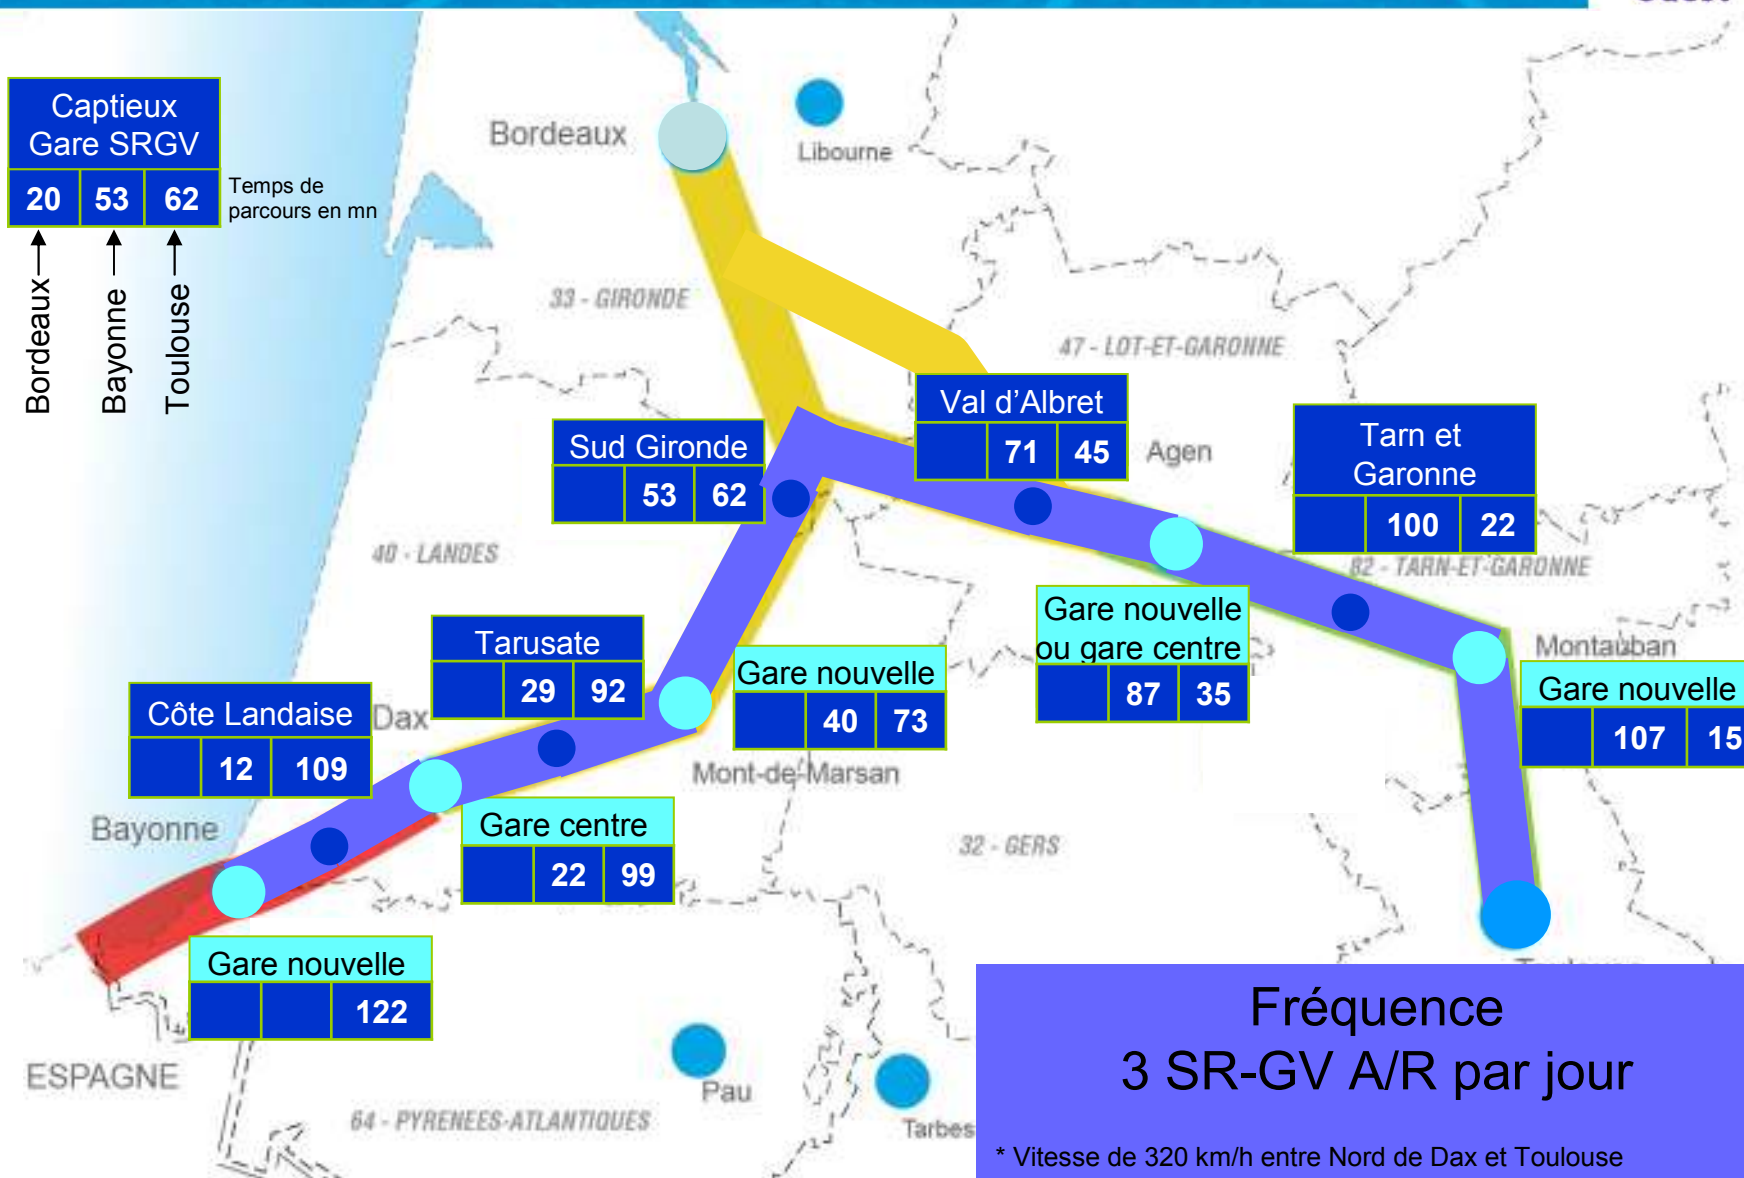 Captieux
Gare SRGV
20 53 62
Temps de
parcours en mn
Bordeaux
Bayonne
Toulouse
Bordeaux
Libourne
33 - GIRONDE
47 - LOT-ET-GARONNE
Val d'Albret
71 45
Agen
Sud Gironde
53 62
Tarn et
Garonne
100 22
40 - LANDES
82 - TARN-ET-GARONNE
Gare nouvelle
ou gare centre
87 35
Tarusate
29 92
Montauban
Gare nouvelle
40 73
Gare nouvelle
107 15
Côte Landaise
12 109
Dax
Mont-de-Marsan
Bayonne
Gare centre
22 99
32 - GERS
Gare nouvelle
122
ESPAGNE
Pau
Tarbes
64 - PYRENEES-ATLANTIQUES
Fréquence
3 SR-GV A/R par jour
* Vitesse de 320 km/h entre Nord de Dax et Toulouse